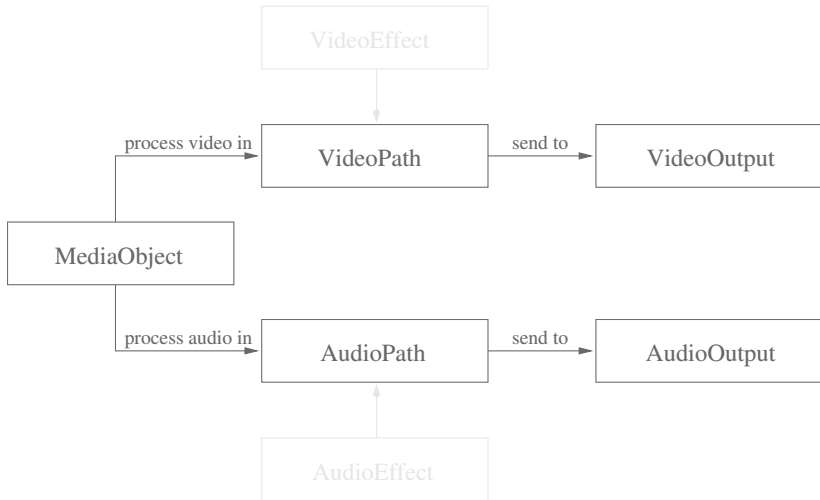 VideoEffect
process video in
VideoPath
send to
VideoOutput
MediaObject
process audio in
AudioPath
send to
AudioOutput
AudioEffect